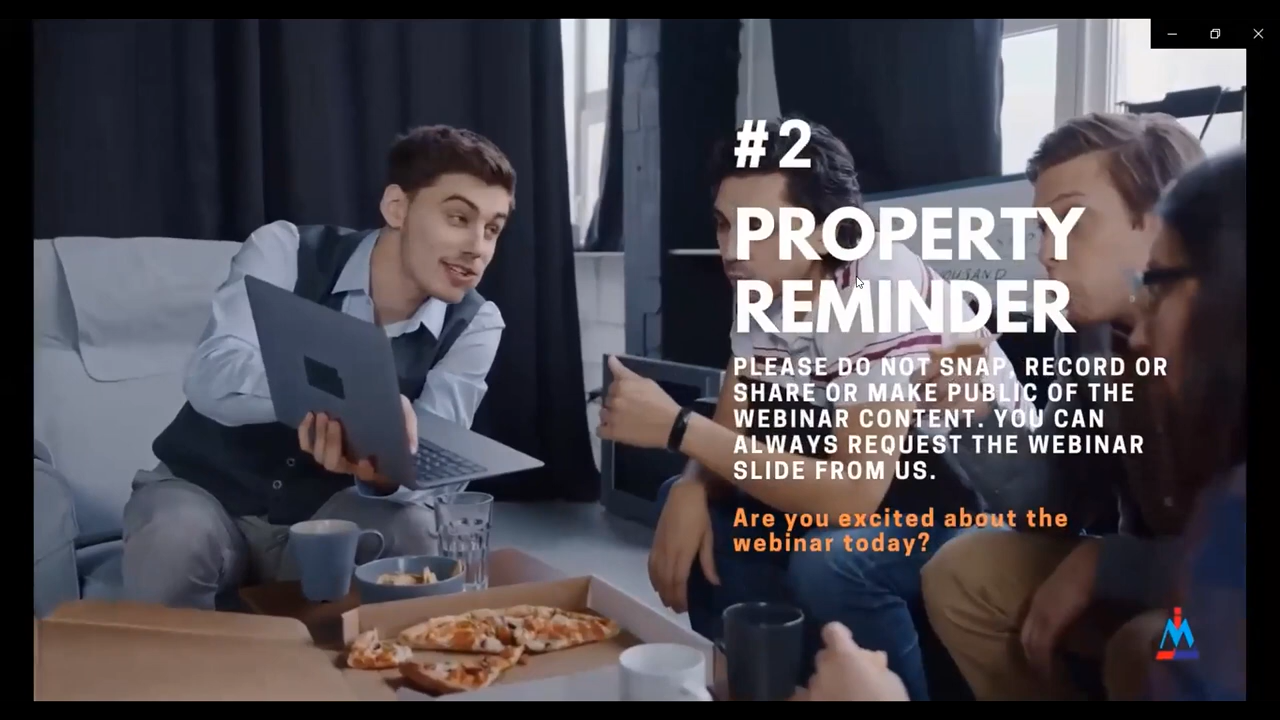 #2
PROPERTY
REMINDER
PLEASE DO NOT SNAP, RECORD OR
SHARE OR MAKE PUBLIC OF THE
WEBINAR CONTENT. YOU CAN
ALWAYS REQUEST THE WEBINAR
SLIDE FROM US.
Are you excited about the
webinar today?